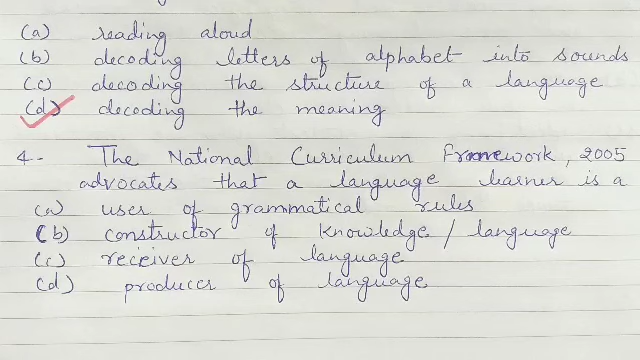 (a) reading aloud
(b) decoding letters of alphabet into sounds
(c) decoding the structure of a language
(d) decoding the meaning
4- The National Curriculum Framework, 2005
advocates that a language learner is a
(a) user of grammatical rules
(b) constructor of knowledge / language
(c) receiver of language
(d) producer of language